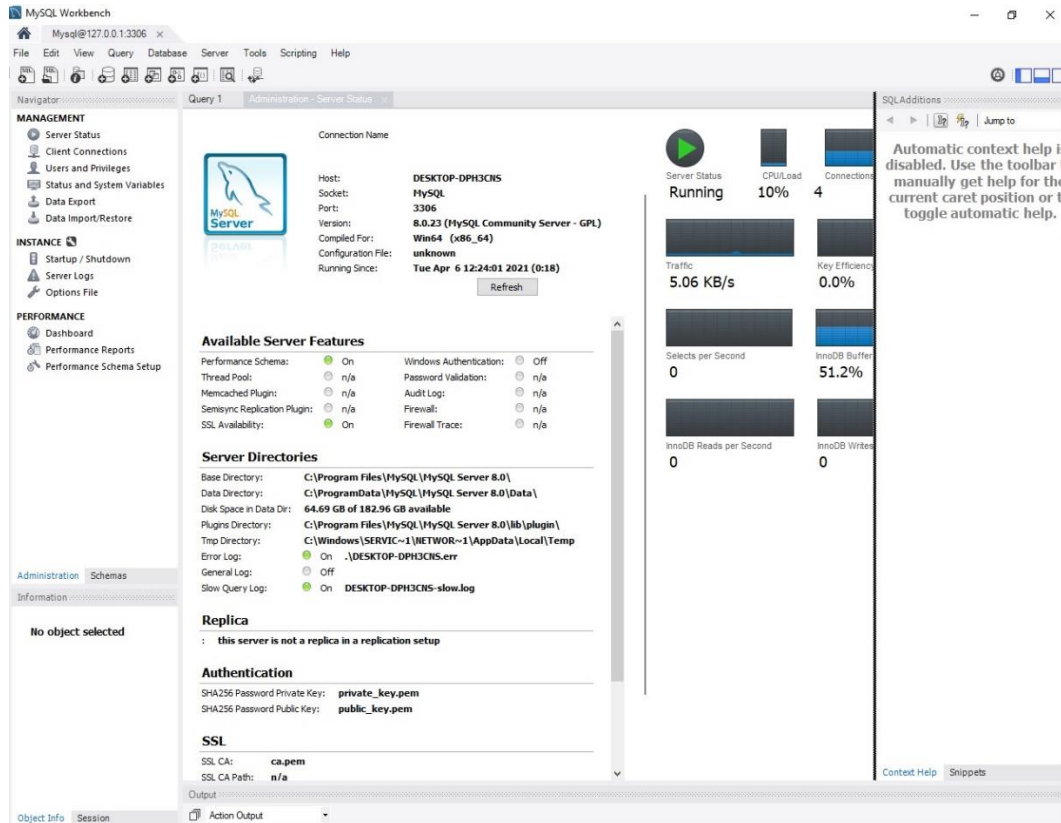 MySQL Workbench
Mysql@127.0.0.1:3306
File Edit View Query Database Server Tools Scripting Help
Navigator
MANAGEMENT
Server Status
Client Connections
Users and Privileges
Status and System Variables
Data Export
Data Import/Restore
INSTANCE
Startup / Shutdown
Server Logs
Options File
PERFORMANCE
Dashboard
Performance Reports
Performance Schema Setup
Administration Schemas
Information
No object selected
Object Info Session
Query 1 Administration - Server Status
Connection Name
MySQL
Server
Host: DESKTOP-DPH3CNS
Socket: MySQL
Port: 3306
Version: 8.0.23 (MySQL Community Server - GPL)
Compiled For: Win64 (x86_64)
Configuration File: unknown
Running Since: Tue Apr 6 12:24:01 2021 (0:18)
Refresh
Available Server Features
Performance Schema: On Windows Authentication: Off
Thread Pool: n/a Password Validation: n/a
Memcached Plugin: n/a Audit Log: n/a
Semisync Replication Plugin: n/a Firewall: n/a
SSL Availability: On Firewall Trace: n/a
Server Directories
Base Directory: C:\Program Files\MySQL\MySQL Server 8.0\
Data Directory: C:\ProgramData\MySQL\MySQL Server 8.0\Data\
Disk Space in Data Dir: 64.69 GB of 182.96 GB available
Plugins Directory: C:\Program Files\MySQL\MySQL Server 8.0\lib\plugin\
Tmp Directory: C:\Windows\SERVIC~1\NETWOR~1\AppData\Local\Temp
Error Log: On .\DESKTOP-DPH3CNS.err
General Log: Off
Slow Query Log: On DESKTOP-DPH3CNS-slow.log
Replica
: this server is not a replica in a replication setup
Authentication
SHA256 Password Private Key: private_key.pem
SHA256 Password Public Key: public_key.pem
SSL
SSL CA: ca.pem
SSL CA Path: n/a
Server Status CPU/Load Connections
Running 10% 4
Traffic Key Efficiency
5.06 KB/s 0.0%
Selects per Second InnoDB Buffer
0 51.2%
InnoDB Reads per Second InnoDB Writes
0 0
SQLAdditions
Jump to
Automatic context help is
disabled. Use the toolbar
manually get help for the
current caret position or
toggle automatic help.
Context Help Snippets
Output
Action Output